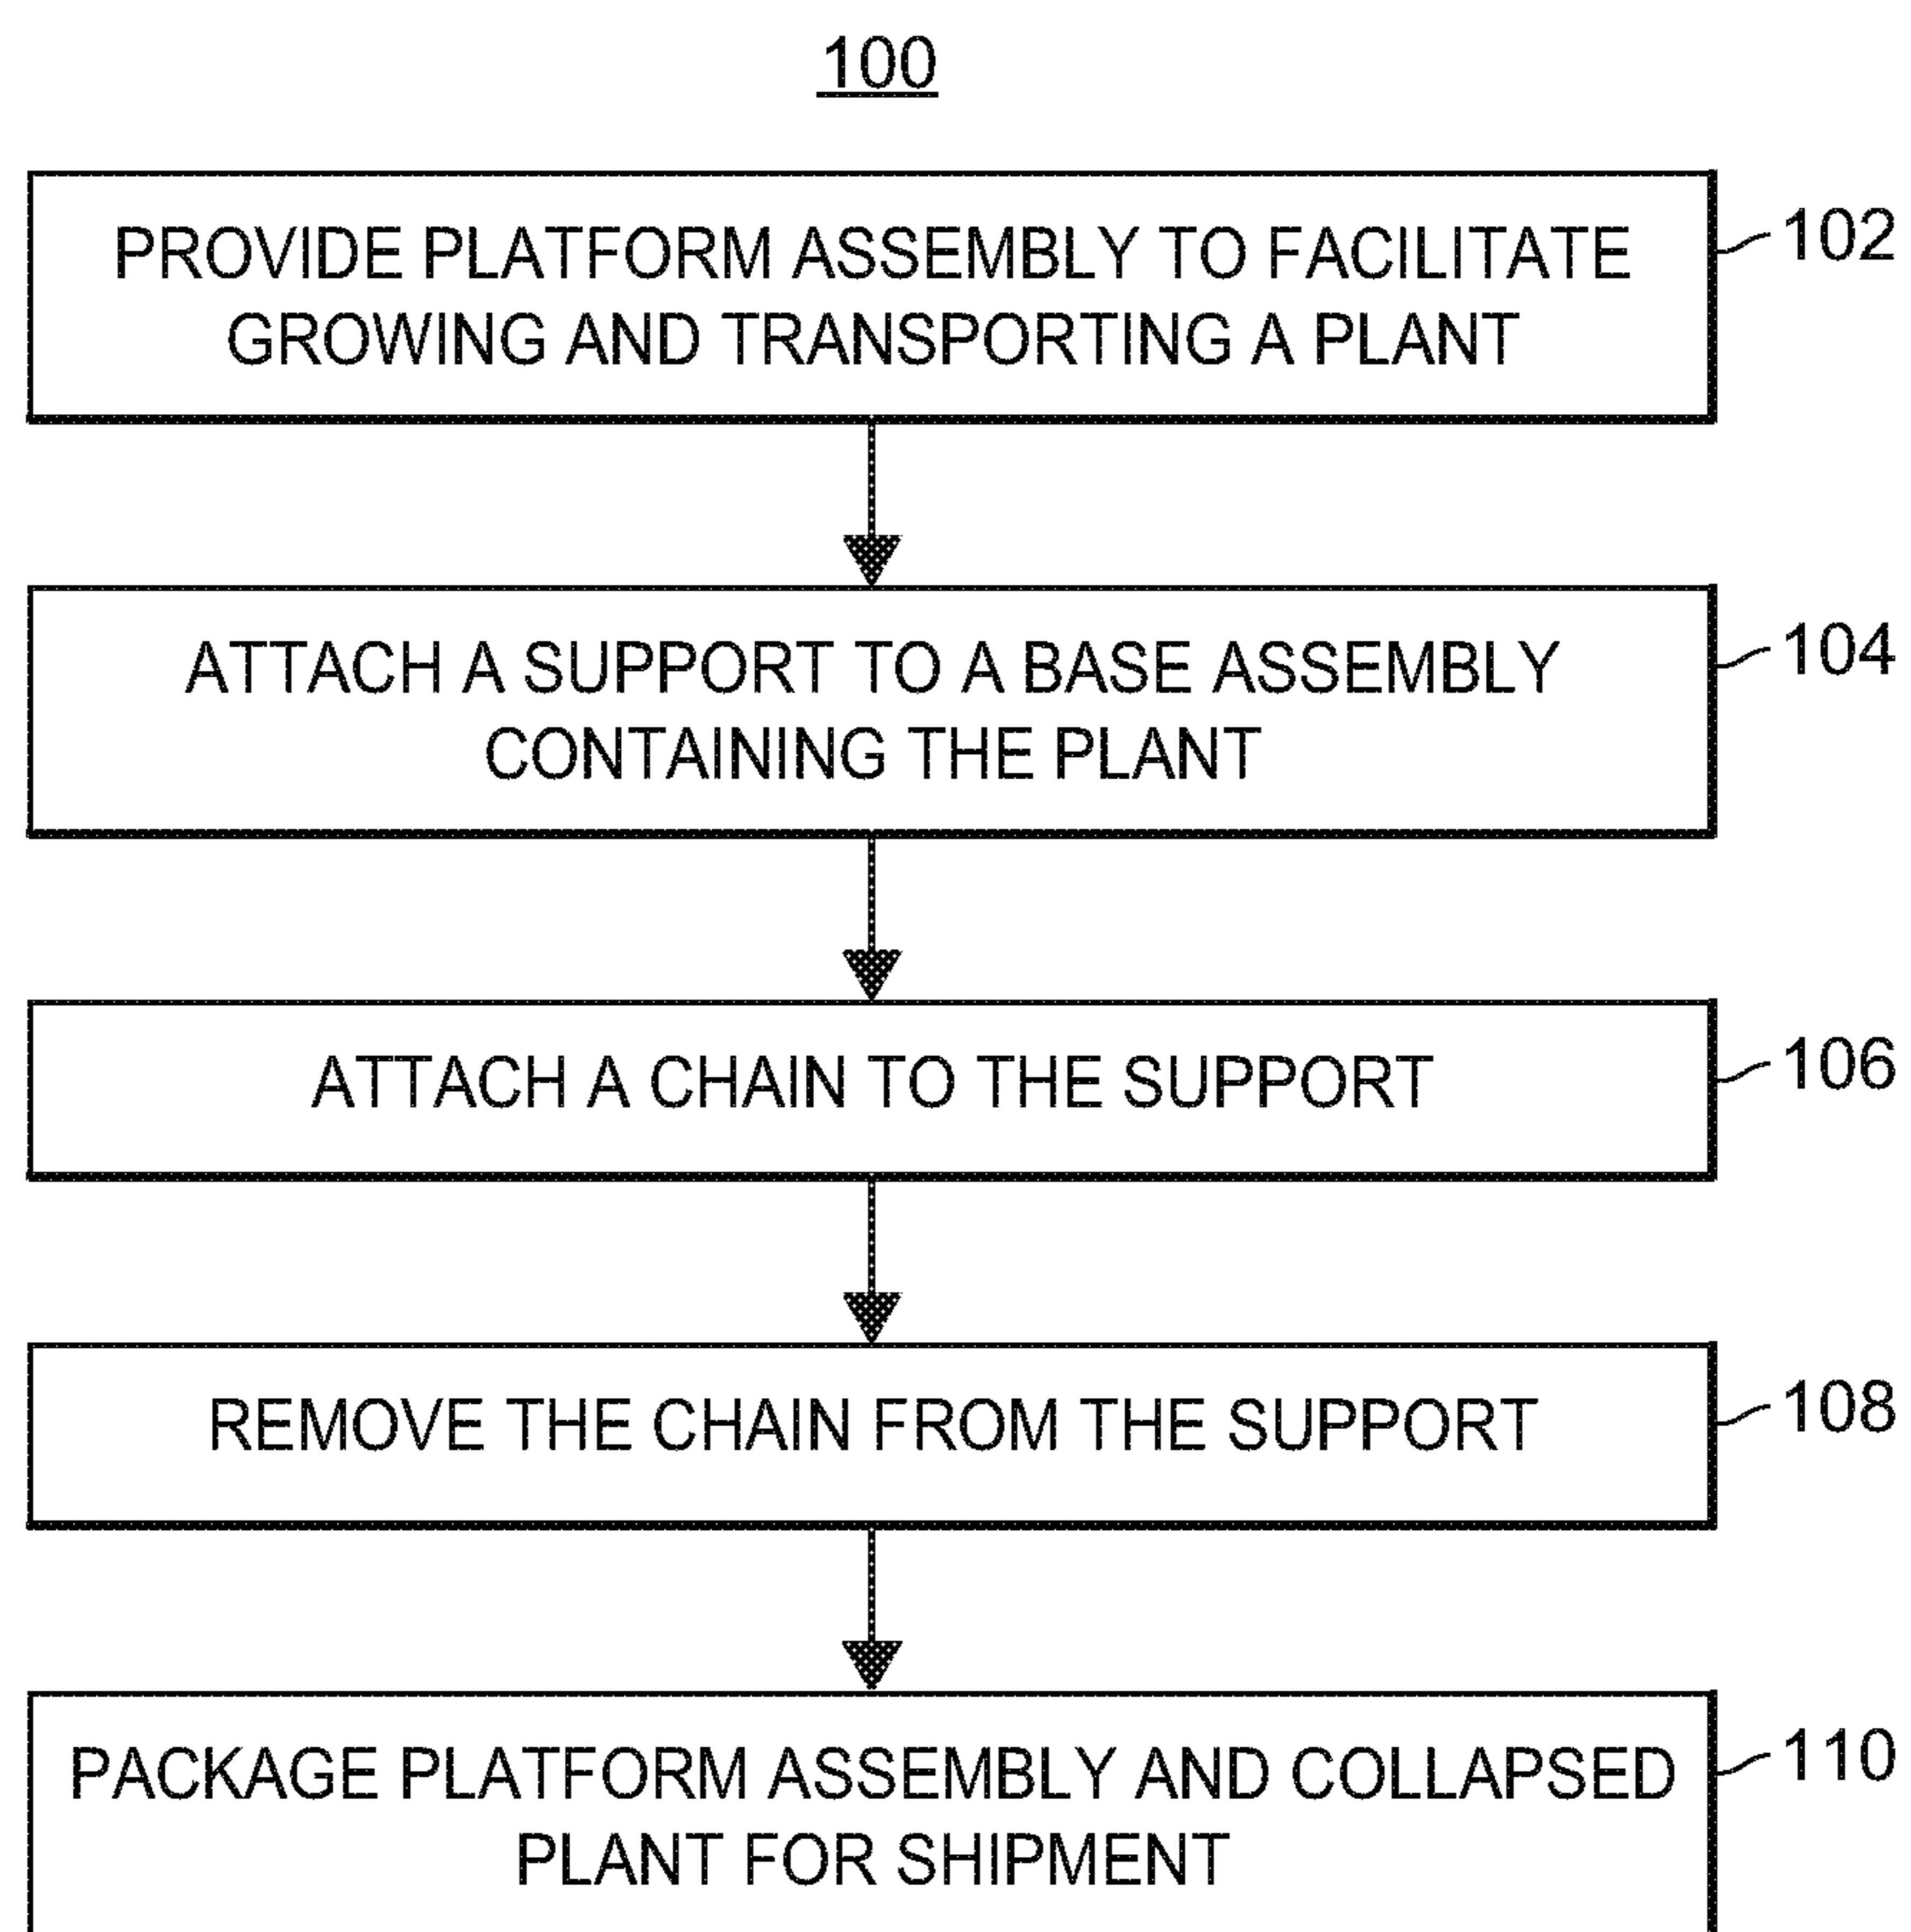 100
PROVIDE PLATFORM ASSEMBLY TO FACILITATE
GROWING AND TRANSPORTING A PLANT
102
ATTACH A SUPPORT TO A BASE ASSEMBLY
CONTAINING THE PLANT
104
ATTACH A CHAIN TO THE SUPPORT
106
REMOVE THE CHAIN FROM THE SUPPORT
108
PACKAGE PLATFORM ASSEMBLY AND COLLAPSED
PLANT FOR SHIPMENT
110